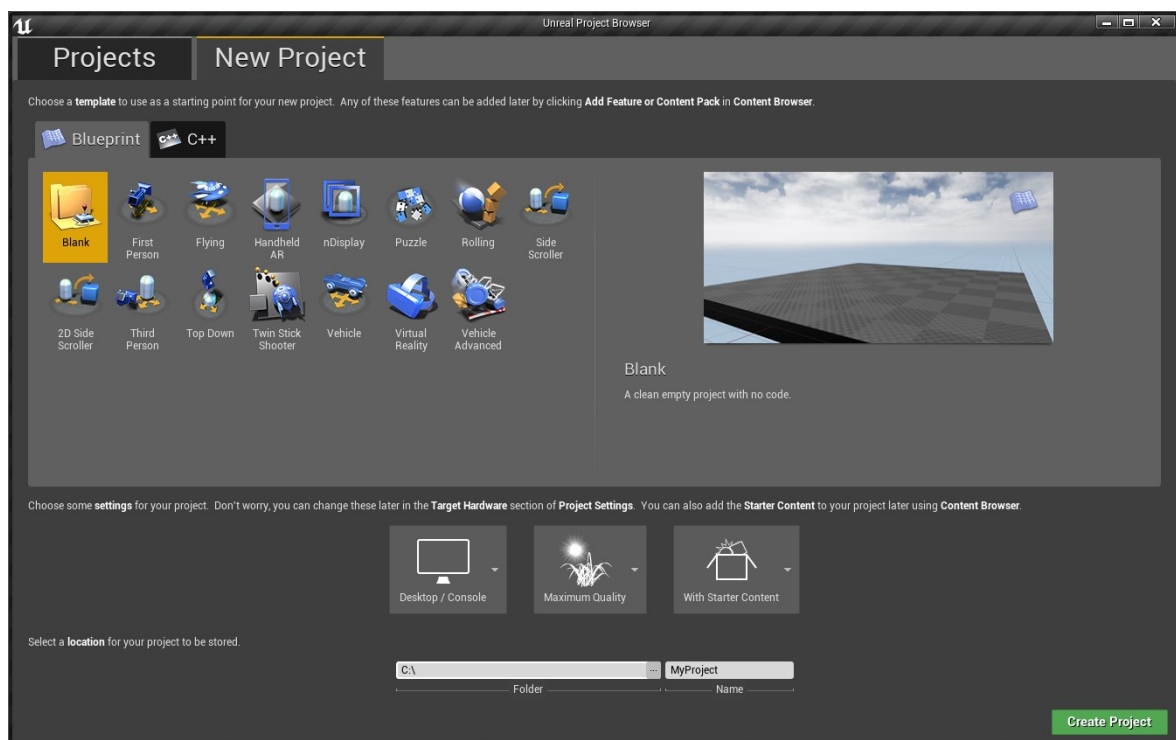 Unreal Project Browser
Projects
New Project
Choose a template to use as a starting point for your new project. Any of these features can be added later by clicking Add Feature or Content Pack in Content Browser.
Blueprint
C++
C++
Blank
First
Person
Flying
Handheld
AR
nDisplay
Puzzle
Rolling
Side
Scroller
2D Side
Scroller
Third
Person
Top Down
Twin Stick
Shooter
Vehicle
Virtual
Reality
Vehicle
Advanced
Blank
A clean empty project with no code.
Choose some settings for your project. Don't worry, you can change these later in the Target Hardware section of Project Settings. You can also add the Starter Content to your project later using Content Browser.
Desktop / Console
Maximum Quality
With Starter Content
Select a location for your project to be stored.
C:\
...
MyProject
Folder
Name
Create Project